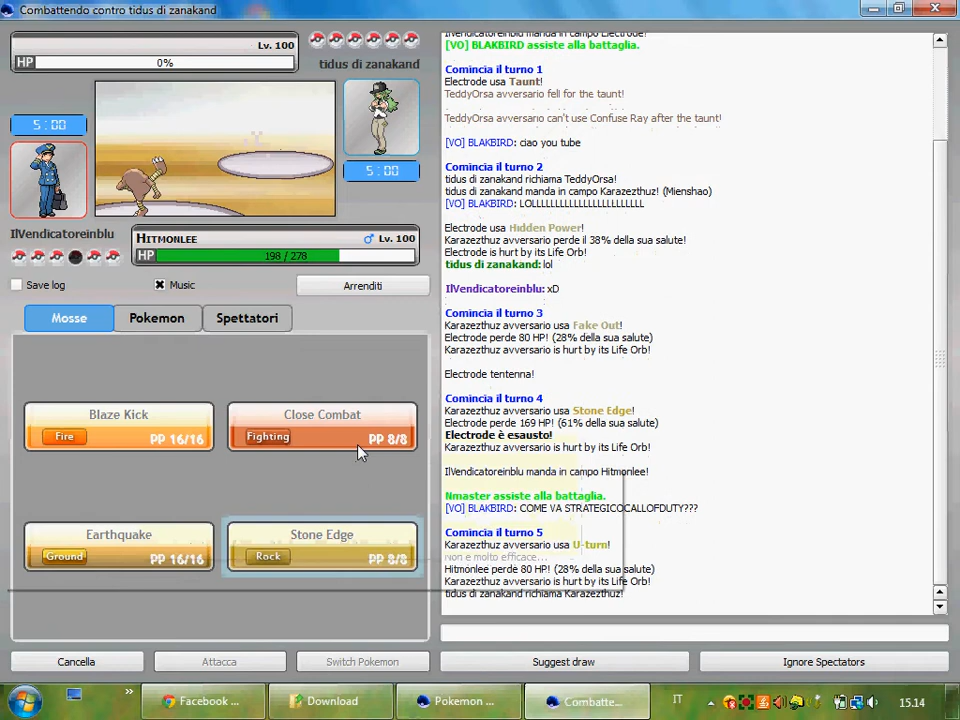 Combattendo contro tidus di zanakand
Lv. 100
HP 0%
tidus di zanakand
5:00
5:00
IlVendicatoreinblu
HITMONLEE ♂ Lv. 100
HP 198 / 278
Save log
Music
Arrenditi
Mosse
Pokemon
Spettatori
Blaze Kick
Fire PP 16/16
Close Combat
Fighting PP 8/8
Earthquake
Ground PP 16/16
Stone Edge
Rock PP 8/8
Cancella
Attacca
Switch Pokemon
IlVendicatoreinblu manda in campo Electrode!
[VO] BLAKBIRD assiste alla battaglia.
Comincia il turno 1
Electrode usa Taunt!
TeddyOrsa avversario fell for the taunt!
TeddyOrsa avversario can't use Confuse Ray after the taunt!
[VO] BLAKBIRD: ciao you tube
Comincia il turno 2
tidus di zanakand richiama TeddyOrsa!
tidus di zanakand manda in campo Karazezthuz! (Mienshao)
[VO] BLAKBIRD: LOLLLLLLLLLLLLLLLLLLLLLLLL
Electrode usa Hidden Power!
Karazezthuz avversario perde il 38% della sua salute!
Electrode is hurt by its Life Orb!
tidus di zanakand: lol
IlVendicatoreinblu: xD
Comincia il turno 3
Karazezthuz avversario usa Fake Out!
Electrode perde 80 HP! (28% della sua salute)
Karazezthuz avversario is hurt by its Life Orb!
Electrode tentenna!
Comincia il turno 4
Karazezthuz avversario usa Stone Edge!
Electrode perde 169 HP! (61% della sua salute)
Electrode è esausto!
Karazezthuz avversario is hurt by its Life Orb!
IlVendicatoreinblu manda in campo Hitmonlee!
Nmaster assiste alla battaglia.
[VO] BLAKBIRD: COME VA STRATEGICOCALLOFDUTY???
Comincia il turno 5
Karazezthuz avversario usa U-turn!
Non è molto efficace...
Hitmonlee perde 80 HP! (28% della sua salute)
Karazezthuz avversario is hurt by its Life Orb!
tidus di zanakand richiama Karazezthuz!
Suggest draw
Ignore Spectators
»
Facebook ...
Download
Pokemon ...
Combatte...
IT
15.14